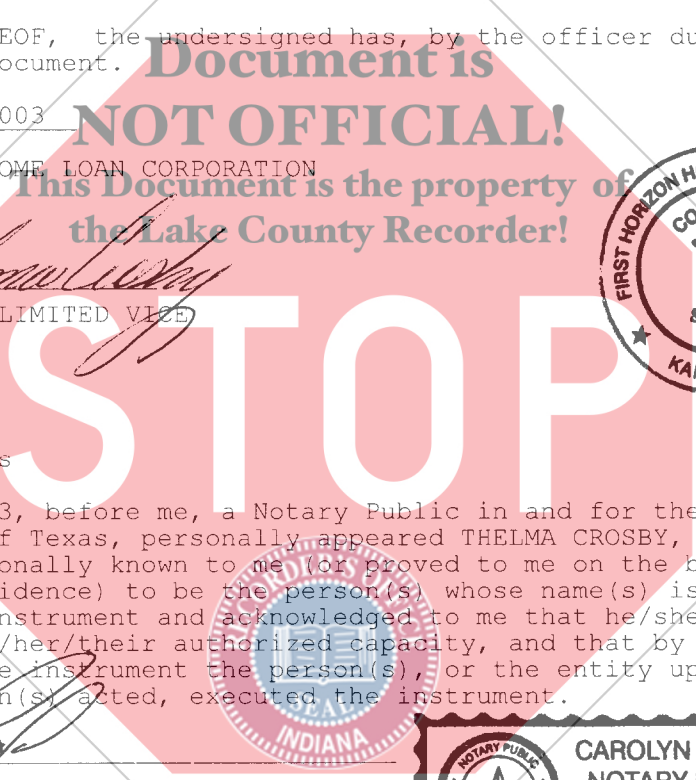 EOF, the undersigned has, by the officer du
ocument.
Document is
003
NOT OFFICIAL!
OME LOAN CORPORATION
This Document is the property of
the Lake County Recorder!
LIMITED VICE
FIRST HORIZON H
CO
KA
STOP
s
3, before me, a Notary Public in and for the
f Texas, personally appeared THELMA CROSBY,
onally known to me (or proved to me on the b
idence) to be the person(s) whose name(s) is
nstrument and acknowledged to me that he/she
/her/their authorized capacity, and that by
e instrument the person(s), or the entity up
n(s) acted, executed the instrument.
RECORDER'S OFFICE
SEAL
INDIANA
NOTARY PUBLIC
CAROLYN
NOTARY